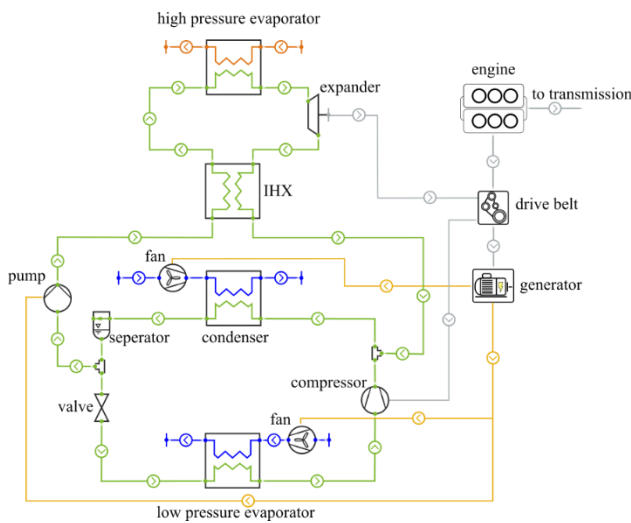 high pressure evaporator
engine
expander
to transmission
IHX
drive belt
fan
pump
generator
seperator
condenser
compressor
valve
fan
low pressure evaporator